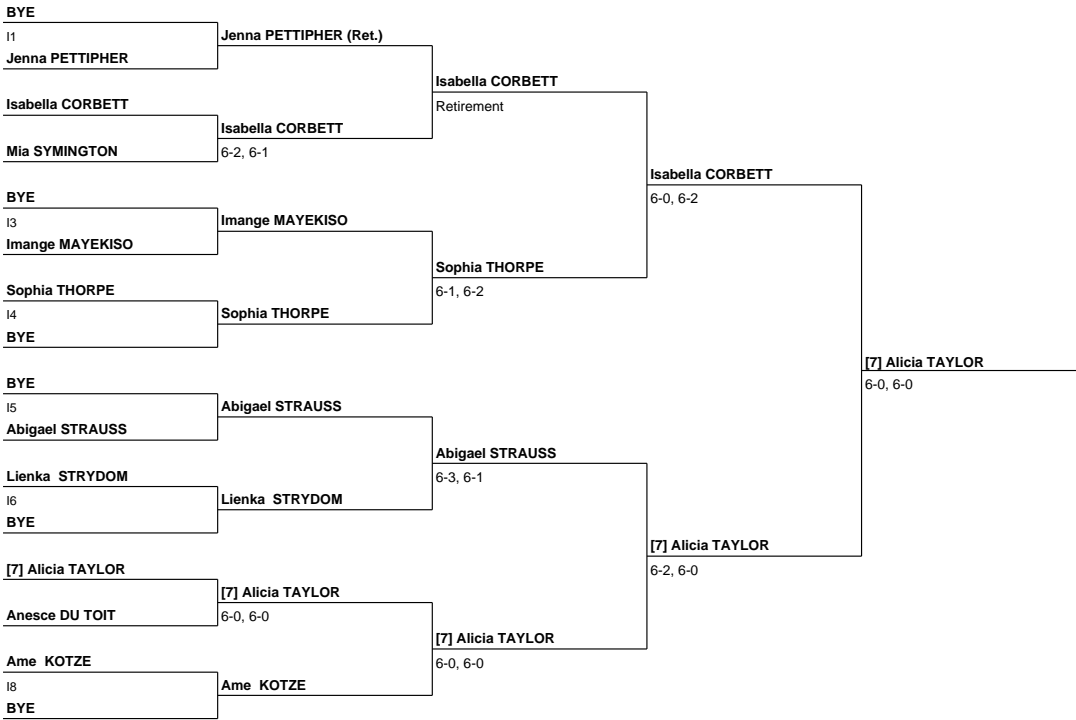 BYE
I1
Jenna PETTIPHER
Isabella CORBETT
Mia SYMINGTON
BYE
I3
Imange MAYEKISO
Sophia THORPE
I4
BYE
BYE
I5
Abigael STRAUSS
Lienka STRYDOM
I6
BYE
[7] Alicia TAYLOR
Anesce DU TOIT
Ame KOTZE
I8
BYE
Jenna PETTIPHER (Ret.)
Isabella CORBETT
6-2, 6-1
Imange MAYEKISO
Sophia THORPE
Abigael STRAUSS
Lienka STRYDOM
[7] Alicia TAYLOR
6-0, 6-0
Ame KOTZE
Isabella CORBETT
Retirement
Sophia THORPE
6-1, 6-2
Abigael STRAUSS
6-3, 6-1
[7] Alicia TAYLOR
6-0, 6-0
Isabella CORBETT
6-0, 6-2
[7] Alicia TAYLOR
6-2, 6-0
[7] Alicia TAYLOR
6-0, 6-0